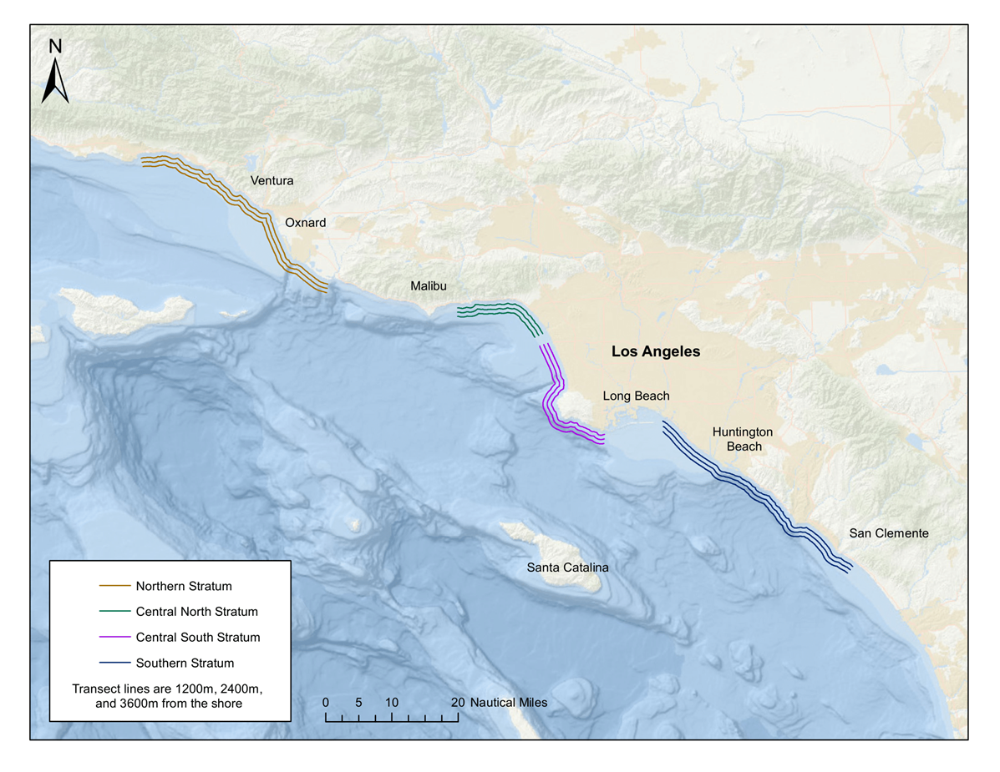 N
Ventura
Oxnard
Malibu
Los Angeles
Long Beach
Huntington
Beach
San Clemente
Santa Catalina
Northern Stratum
Central North Stratum
Central South Stratum
Southern Stratum
Transect lines are 1200m, 2400m,
and 3600m from the shore
0 5 10 20 Nautical Miles